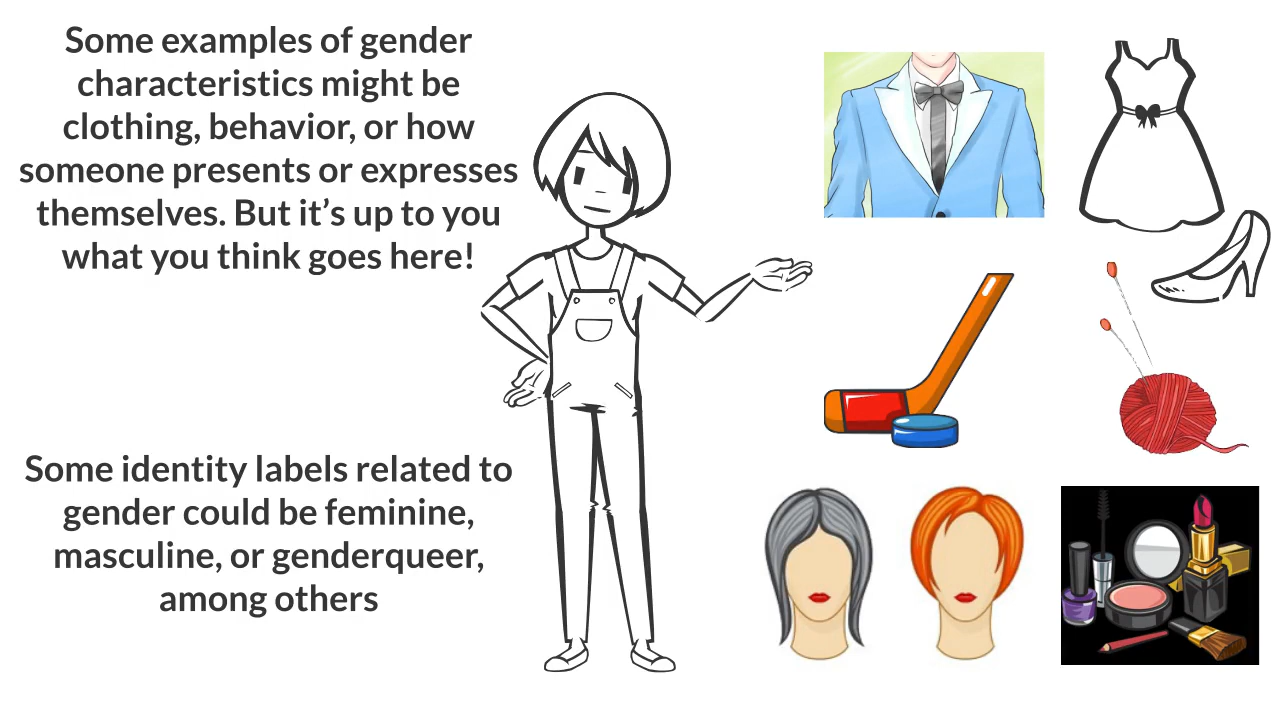 Some examples of gender
characteristics might be
clothing, behavior, or how
someone presents or expresses
themselves. But it’s up to you
what you think goes here!
Some identity labels related to
gender could be feminine,
masculine, or genderqueer,
among others